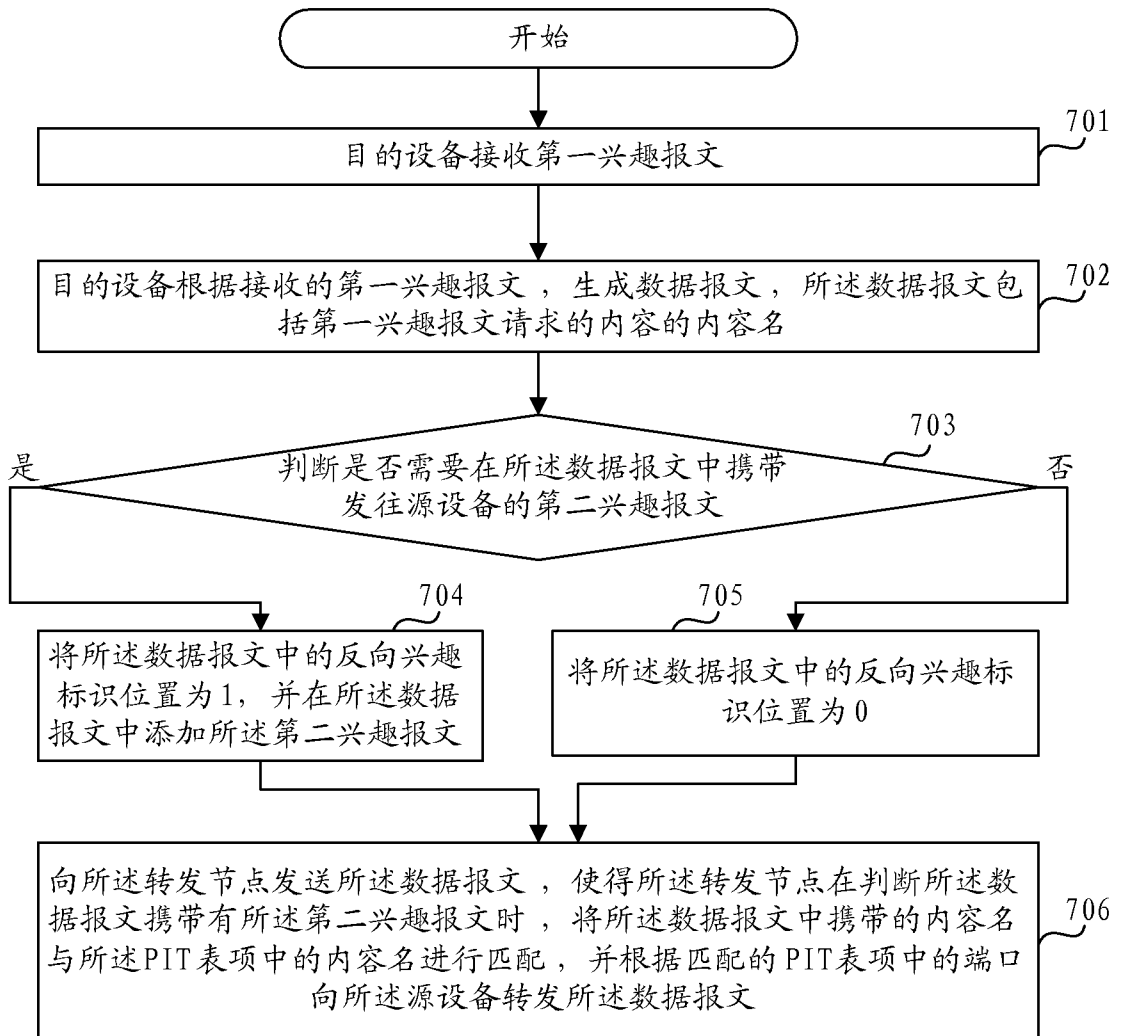 开始
701
目的设备接收第一兴趣报文
702
目的设备根据接收的第一兴趣报文，生成数据报文，所述数据报文包
括第一兴趣报文请求的内容的内容名
703
是
判断是否需要在所述数据报文中携带
发往源设备的第二兴趣报文
否
704
将所述数据报文中的反向兴趣
标识位置为1，并在所述数据
报文中添加所述第二兴趣报文
705
将所述数据报文中的反向兴趣标
识位置为0
706
向所述转发节点发送所述数据报文，使得所述转发节点在判断所述数
据报文携带有所述第二兴趣报文时，将所述数据报文中携带的内容名
与所述PIT表项中的内容名进行匹配，并根据匹配的PIT表项中的端口
向所述源设备转发所述数据报文